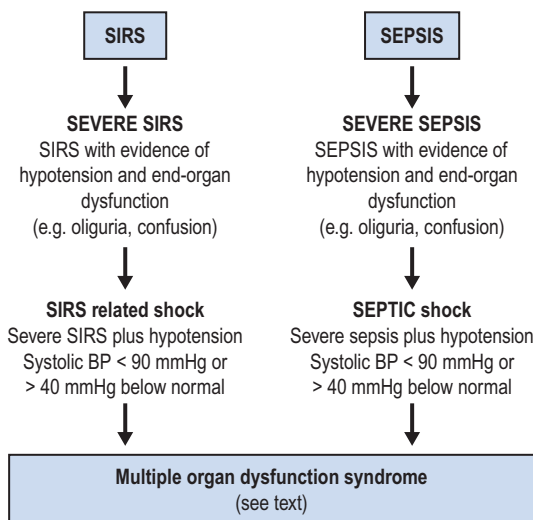 SIRS
SEVERE SIRS
SIRS with evidence of
hypotension and end-organ
dysfunction
(e.g. oliguria, confusion)
SIRS related shock
Severe SIRS plus hypotension
Systolic BP < 90 mmHg or
> 40 mmHg below normal
SEPSIS
SEVERE SEPSIS
SEPSIS with evidence of
hypotension and end-organ
dysfunction
(e.g. oliguria, confusion)
SEPTIC shock
Severe sepsis plus hypotension
Systolic BP < 90 mmHg or
> 40 mmHg below normal
Multiple organ dysfunction syndrome
(see text)